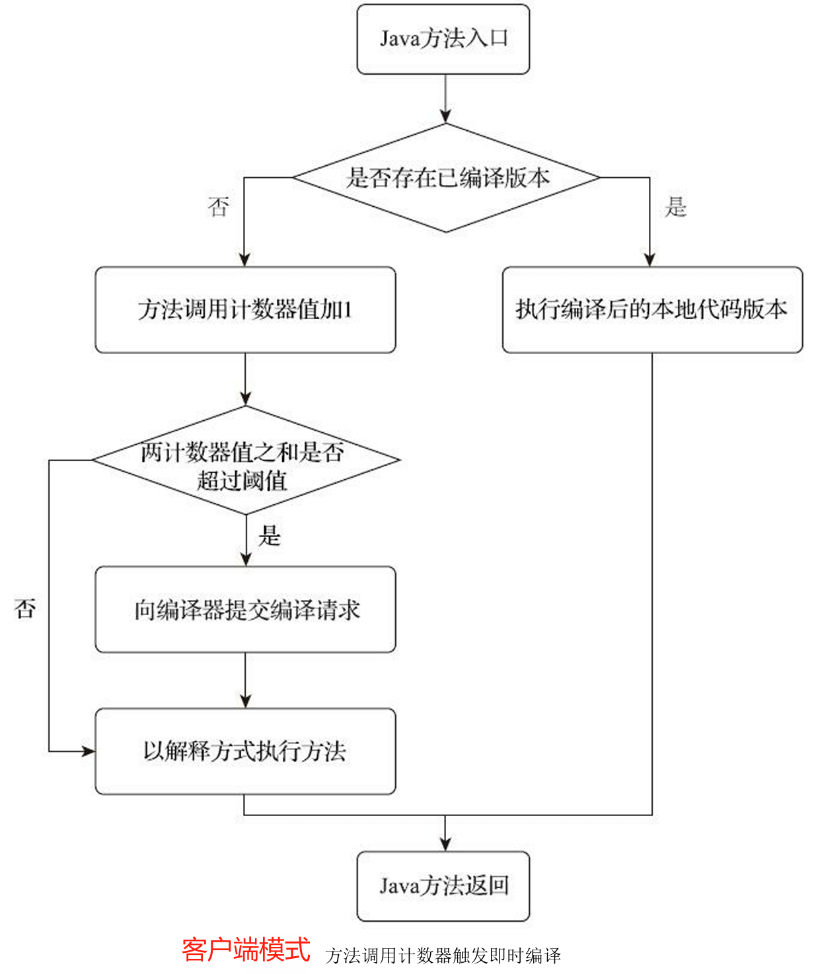 Java方法入口
是否存在已编译版本
否
是
方法调用计数器值加1
执行编译后的本地代码版本
两计数器值之和是否
超过阈值
是
否
向编译器提交编译请求
以解释方式执行方法
Java方法返回
客户端模式 方法调用计数器触发即时编译